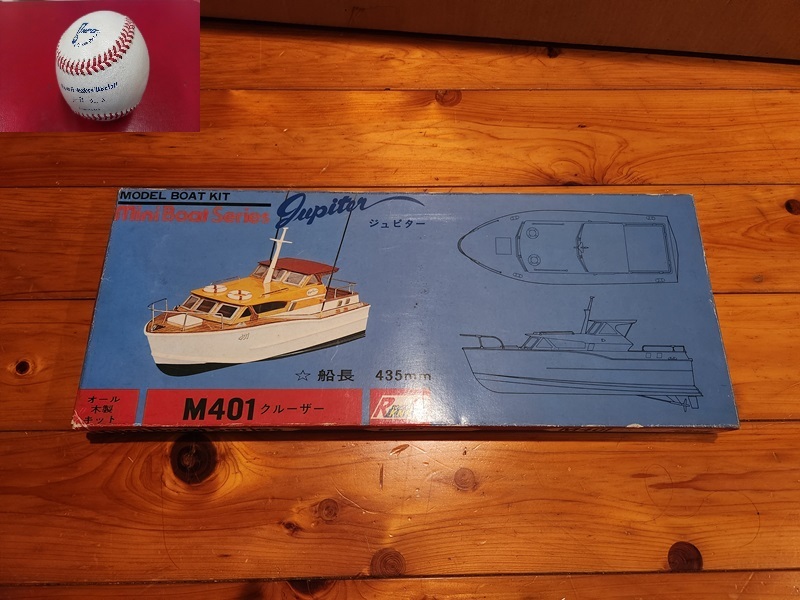 MODEL BOAT KIT
Mini Boat Series
Jupiter
ジュピター
☆ 船長 435mm
オール
木製
キット
M401 クルーザー